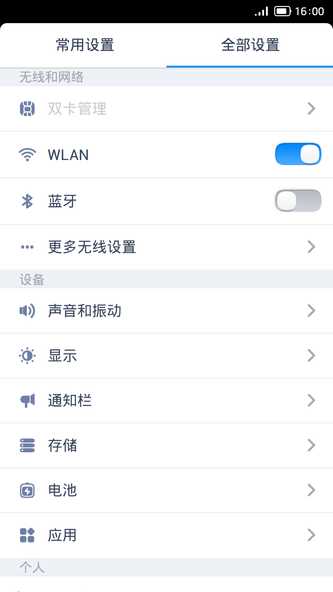 16:00
常用设置
全部设置
无线和网络
双卡管理
WLAN
蓝牙
更多无线设置
设备
声音和振动
显示
通知栏
存储
电池
应用
个人